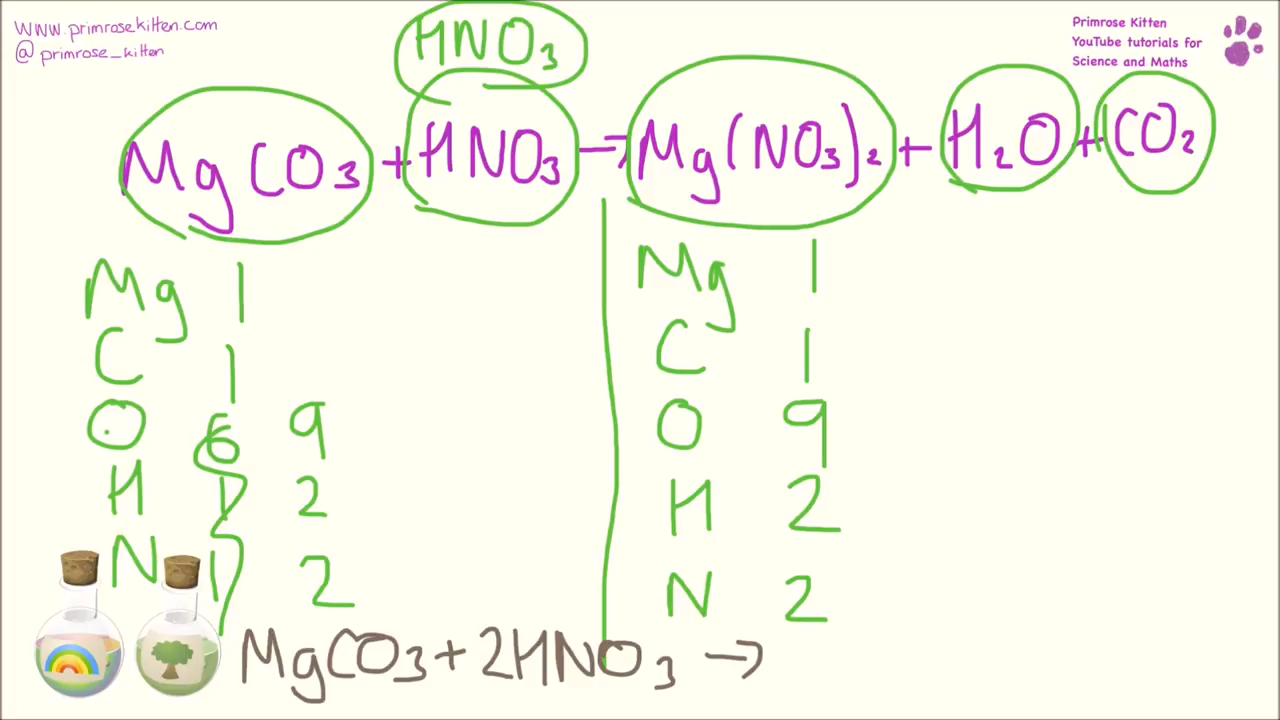 www.primrosekitten.com
@primrose_kitten
Primrose Kitten
YouTube tutorials for
Science and Maths
HNO₃
MgCO₃ + HNO₃ → Mg(NO₃)₂ + H₂O + CO₂
Mg 1 Mg 1
C 1 C 1
O 6 9 O 9
H 1 2 H 2
N 1 2 N 2
MgCO₃ + 2HNO₃ →